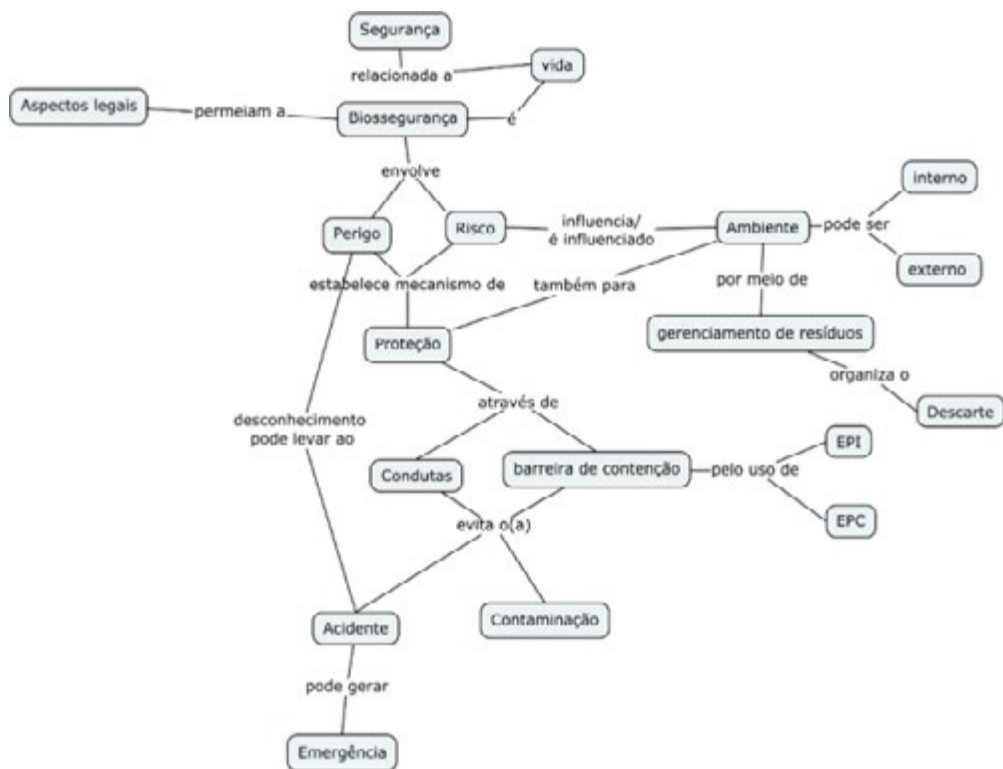 Segurança
relacionada a
vida
Aspectos legais
permeiam a
Biossegurança
é
envolve
interno
Perigo
Risco
influencia/
é influenciado
Ambiente
pode ser
externo
estabelece mecanismo de
também para
por meio de
Proteção
gerenciamento de resíduos
organiza o
Descarte
através de
desconhecimento
pode levar ao
Condutas
barreira de contenção
pelo uso de
EPI
EPC
evita o(a)
Acidente
Contaminação
pode gerar
Emergência